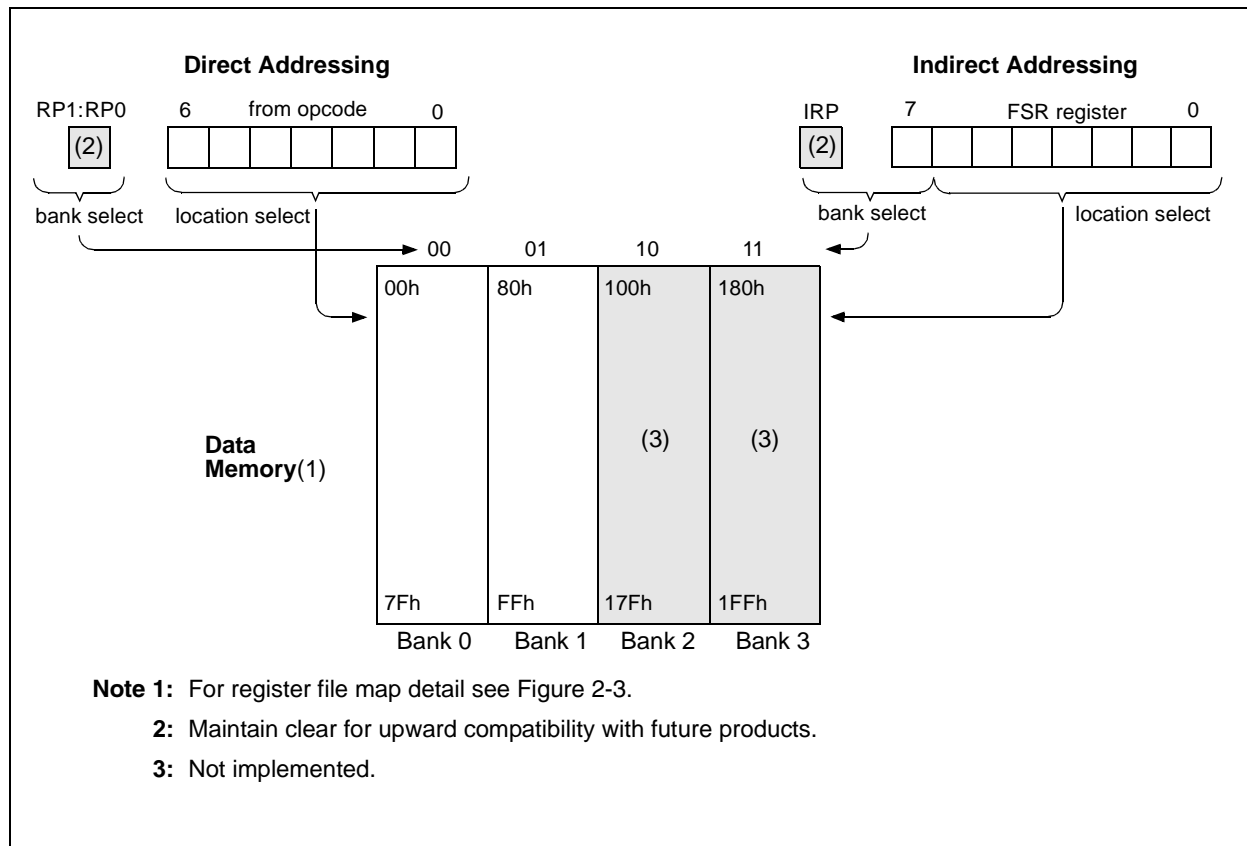 Direct Addressing
Indirect Addressing
RP1:RP0
6 from opcode 0
IRP
7 FSR register 0
(2)
(2)
bank select location select
bank select location select
00 01 10 11
00h 80h 100h 180h
(3) (3)
Data
Memory(1)
7Fh FFh 17Fh 1FFh
Bank 0 Bank 1 Bank 2 Bank 3
Note 1: For register file map detail see Figure 2-3.
2: Maintain clear for upward compatibility with future products.
3: Not implemented.